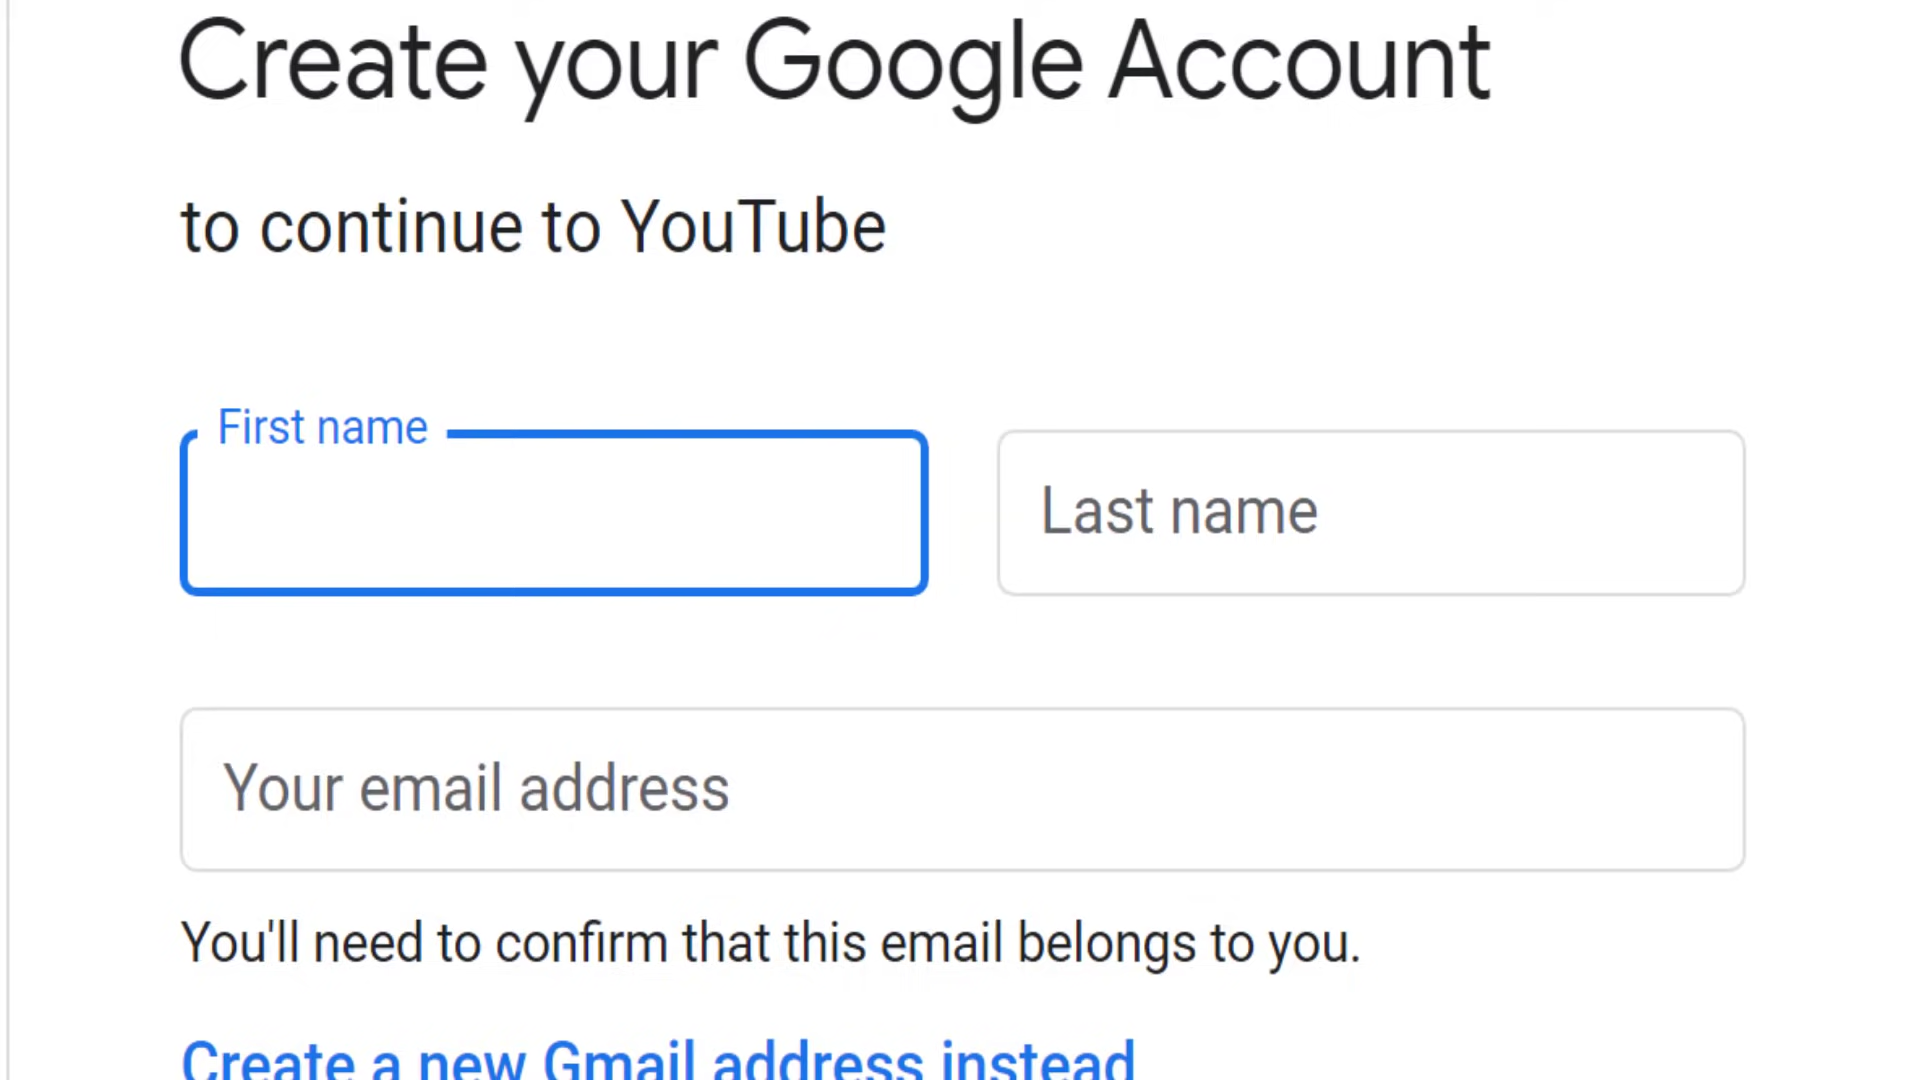 Create your Google Account
to continue to YouTube
First name
Last name
Your email address
You'll need to confirm that this email belongs to you.
Create a new Gmail address instead